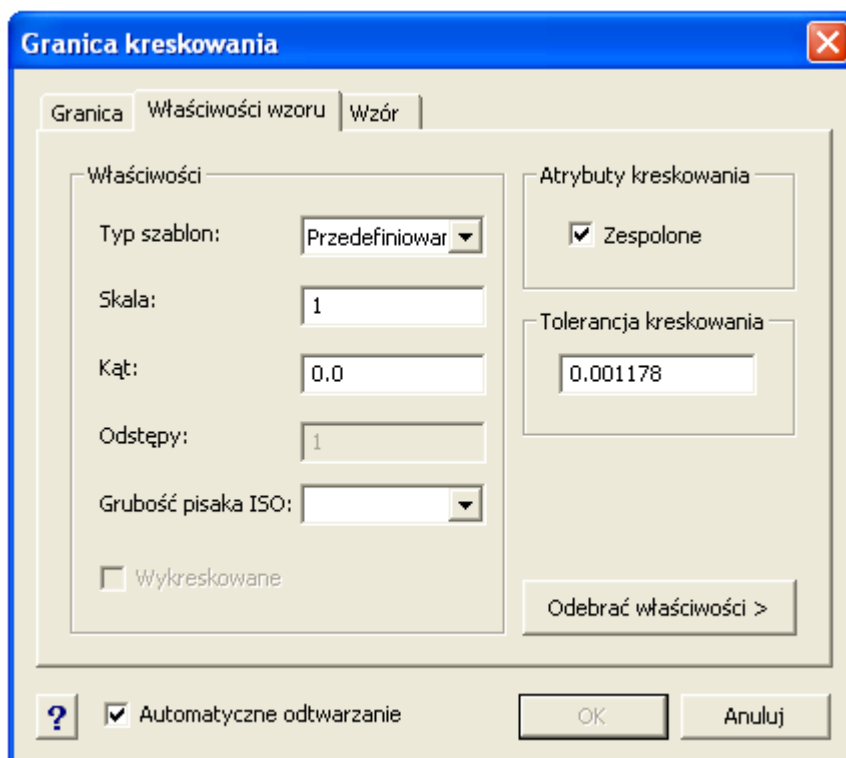 Granica kreskowania
Granica Właściwości wzoru Wzór
Właściwości
Typ szablon: Przedefiniowar
Skala: 1
Kąt: 0.0
Odstępy: 1
Grubość pisaka ISO:
Wykreskowane
Atrybuty kreskowania
Zespolone
Tolerancja kreskowania
0.001178
Odebrać właściwości >
? Automatyczne odtwarzanie OK Anuluj